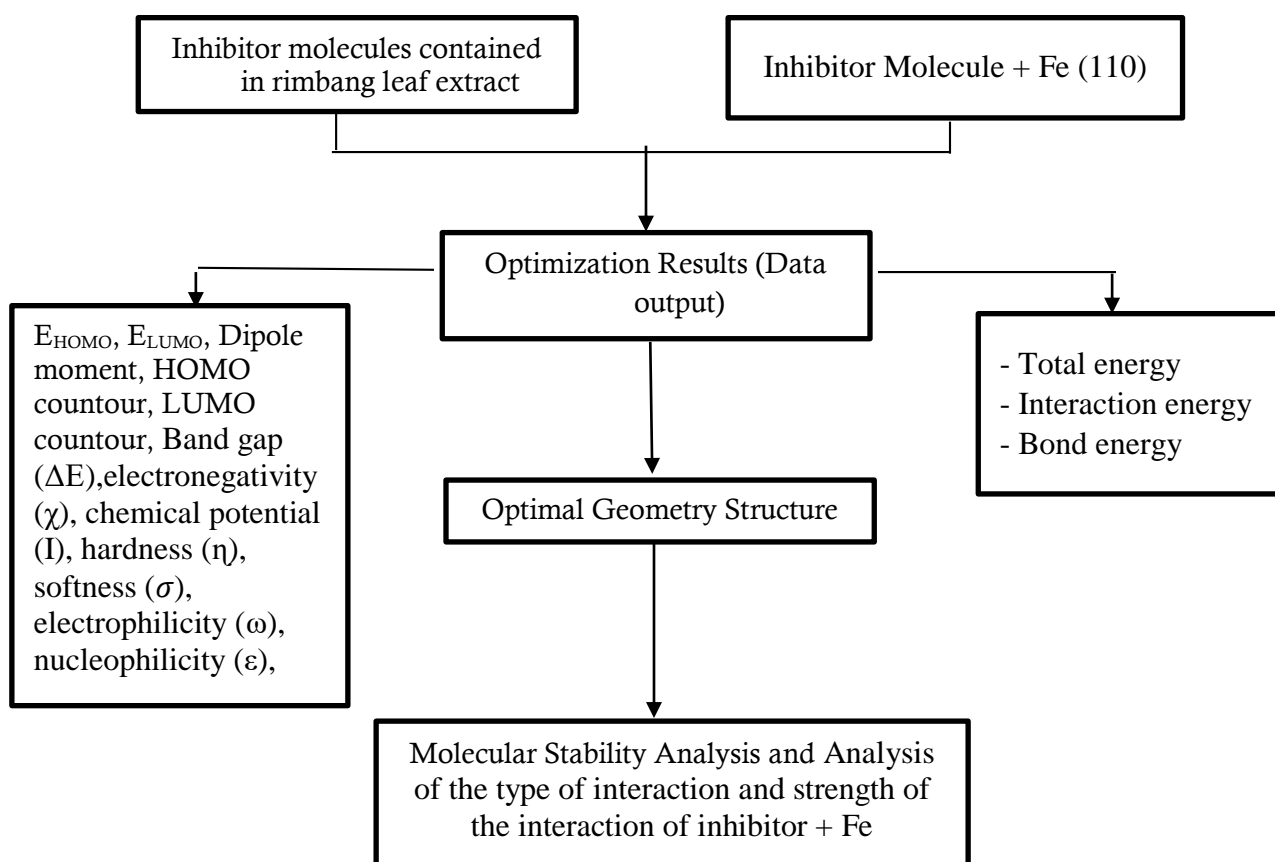 Inhibitor molecules contained
in rimbang leaf extract
Inhibitor Molecule + Fe (110)
Optimization Results (Data
output)
E_HOMO, E_LUMO, Dipole
moment, HOMO
countour, LUMO
countour, Band gap
(ΔE),electronegativity
(χ), chemical potential
(I), hardness (η),
softness (σ),
electrophilicity (ω),
nucleophilicity (ε),
- Total energy
- Interaction energy
- Bond energy
Optimal Geometry Structure
Molecular Stability Analysis and Analysis
of the type of interaction and strength of
the interaction of inhibitor + Fe